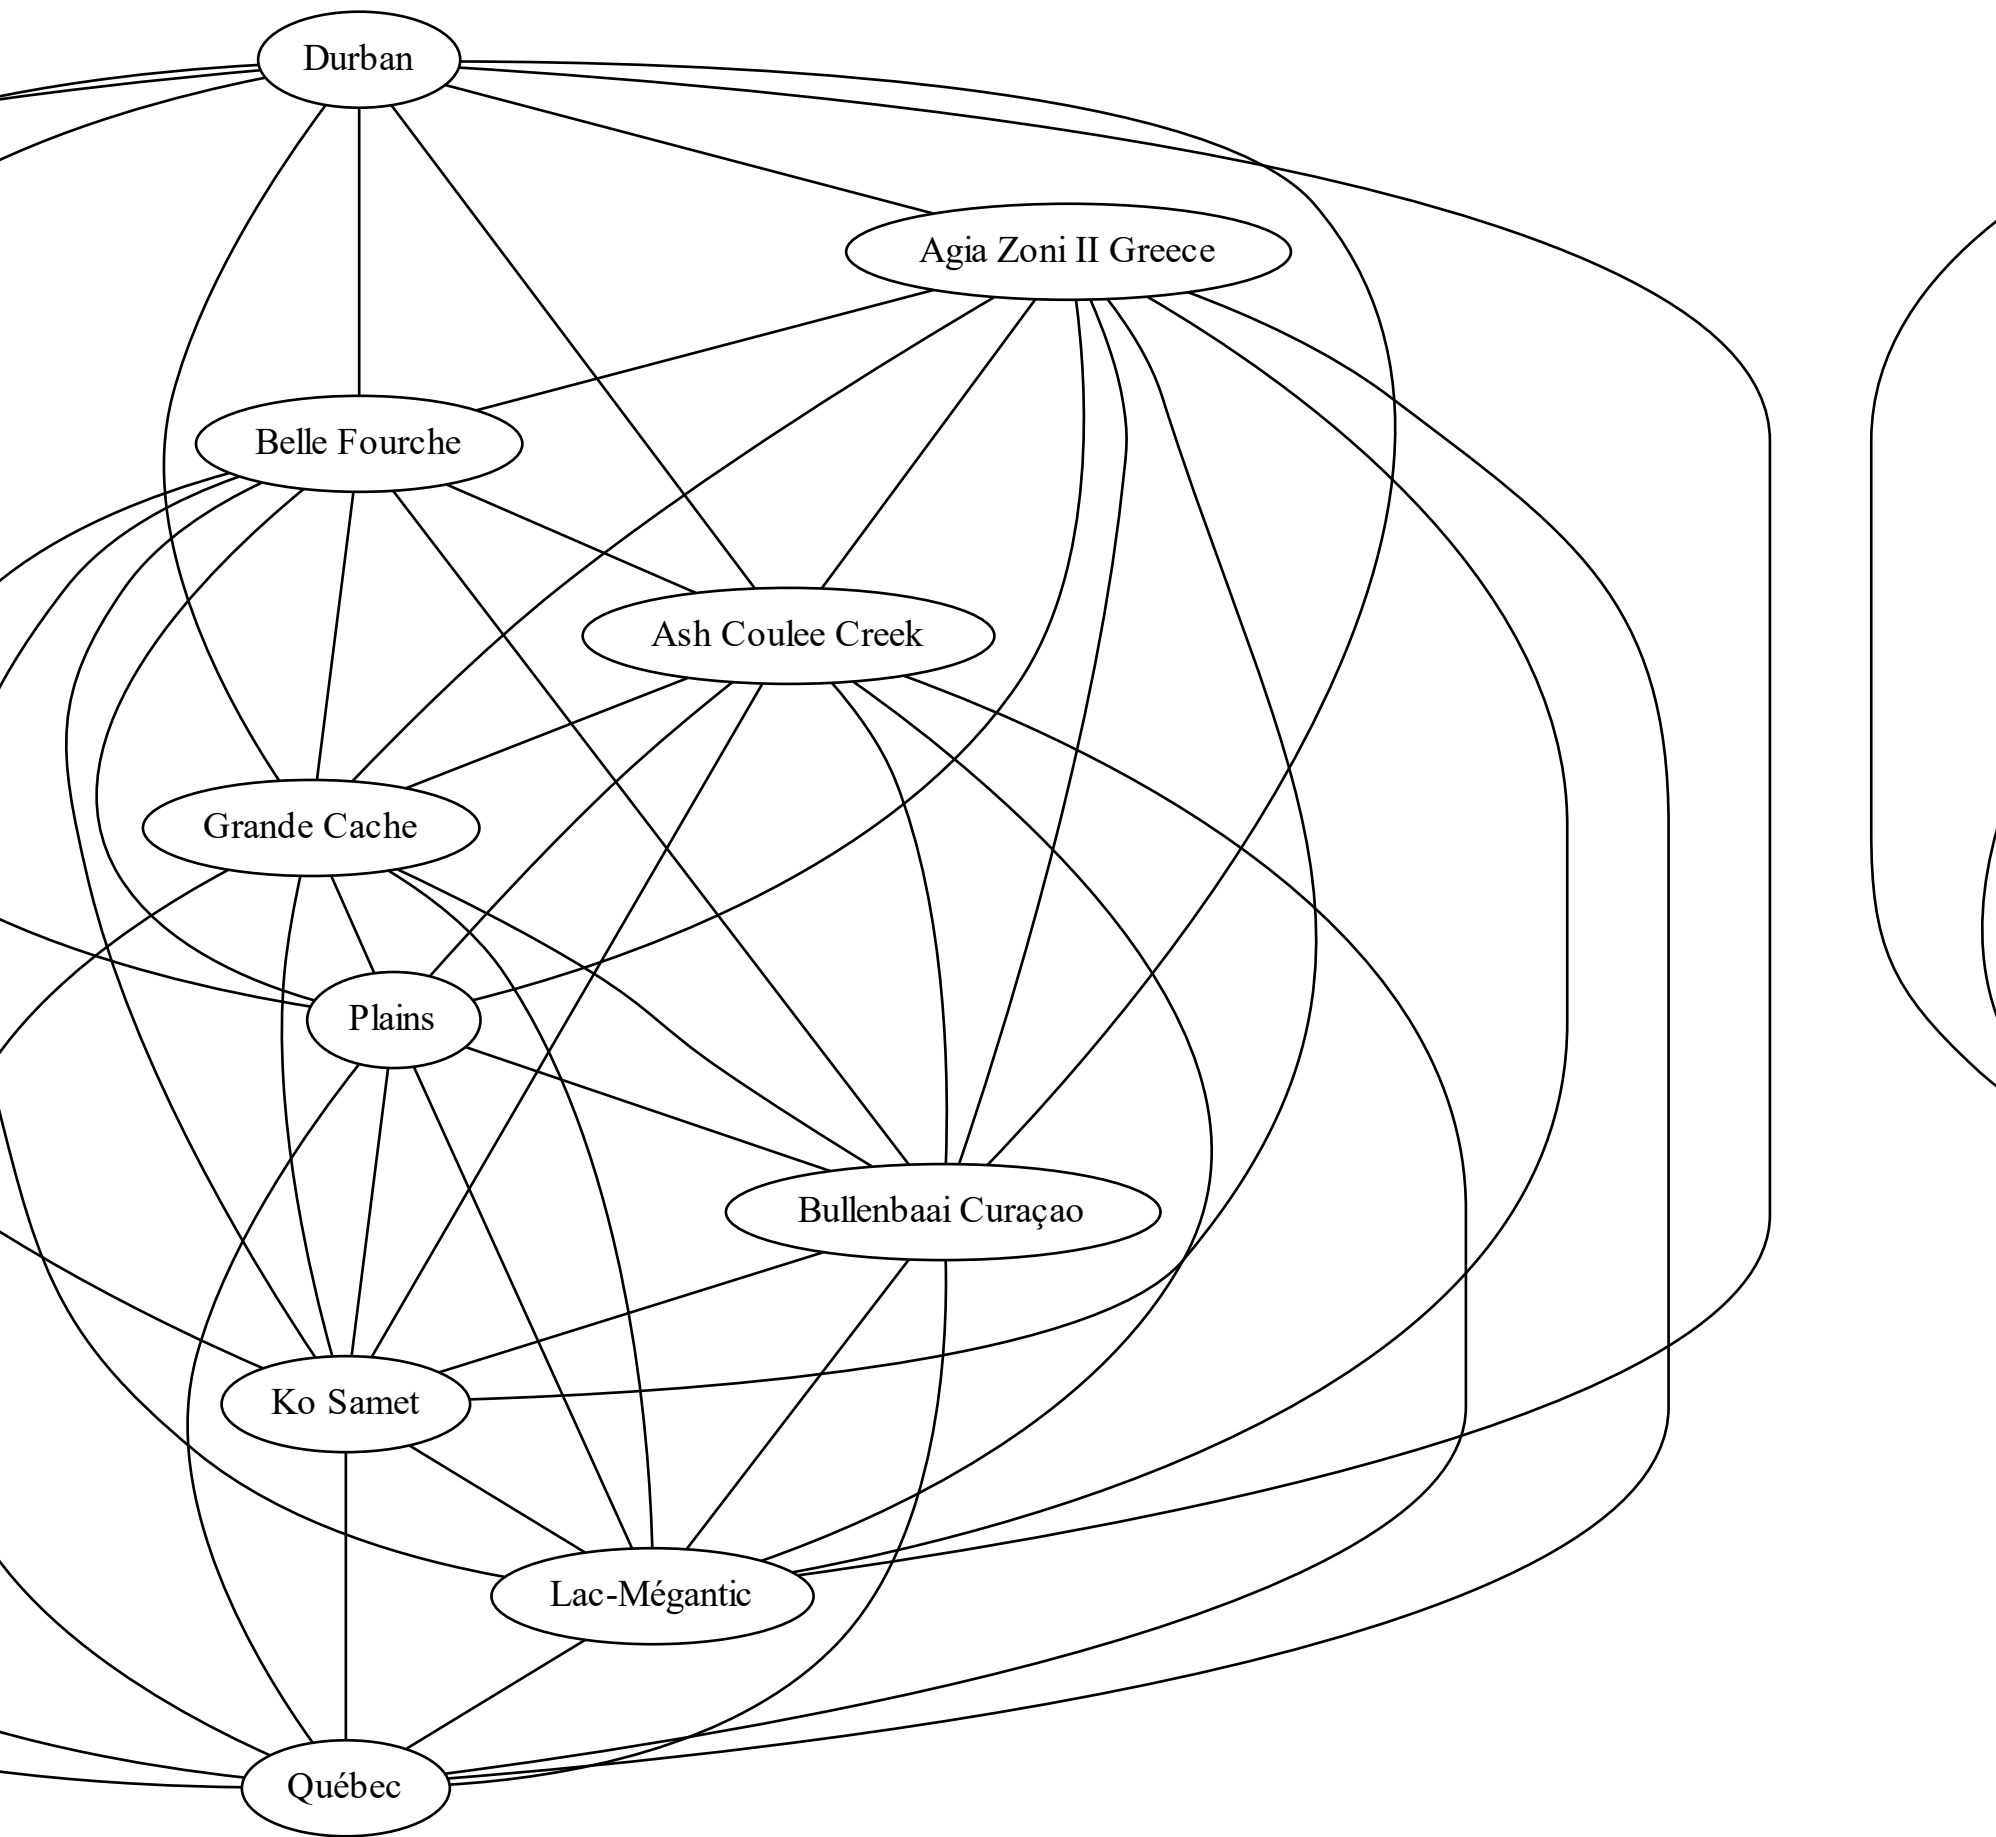 Durban
Agia Zoni II Greece
Belle Fourche
Ash Coulee Creek
Grande Cache
Plains
Bullenbaai Curaçao
Ko Samet
Lac-Mégantic
Québec